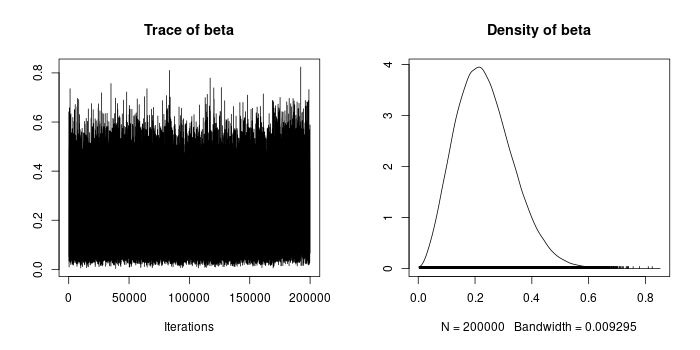 Trace of beta
0.8
0.6
0.4
0.2
0.0
0 50000 100000 150000 200000
Iterations
Density of beta
4
3
2
1
0
0.0 0.2 0.4 0.6 0.8
N = 200000 Bandwidth = 0.009295